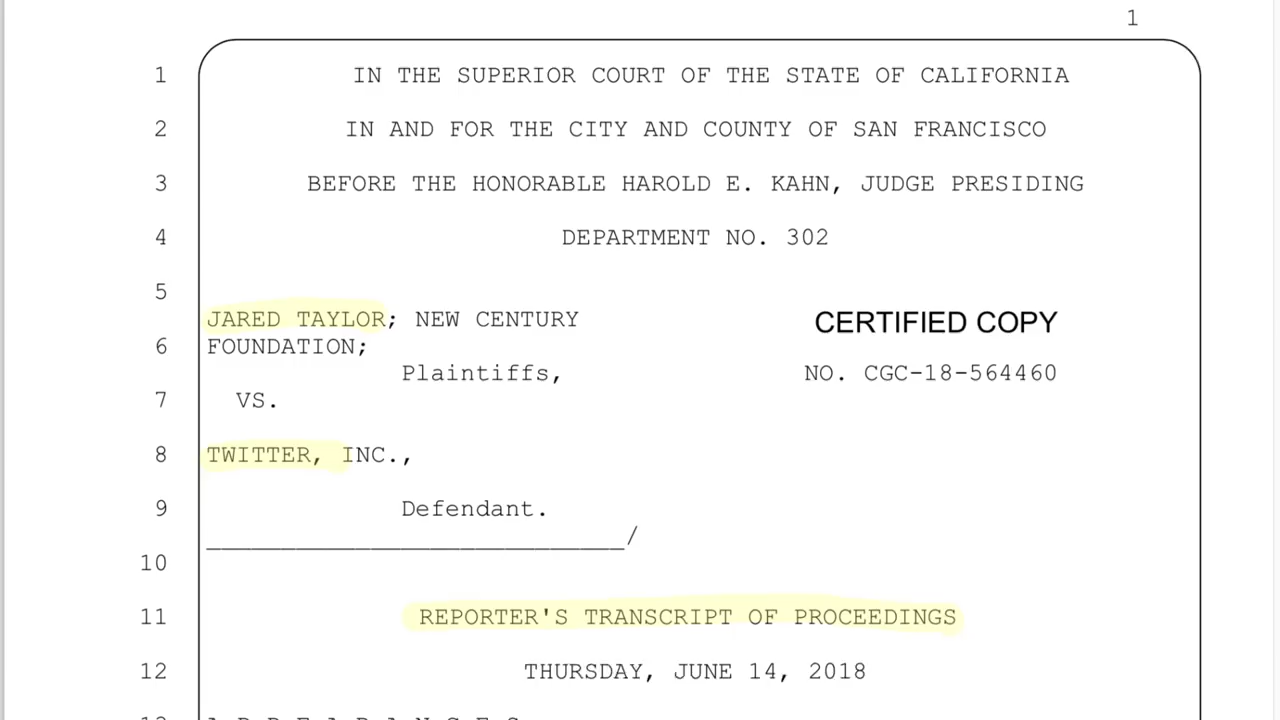 1
1 IN THE SUPERIOR COURT OF THE STATE OF CALIFORNIA
2 IN AND FOR THE CITY AND COUNTY OF SAN FRANCISCO
3 BEFORE THE HONORABLE HAROLD E. KAHN, JUDGE PRESIDING
4 DEPARTMENT NO. 302
5
JARED TAYLOR; NEW CENTURY CERTIFIED COPY
6 FOUNDATION;
Plaintiffs, NO. CGC-18-564460
7 VS.
8 TWITTER, INC.,
9 Defendant.
____________________________/
10
11 REPORTER'S TRANSCRIPT OF PROCEEDINGS
12 THURSDAY, JUNE 14, 2018
13 A P P E A R A N C E S